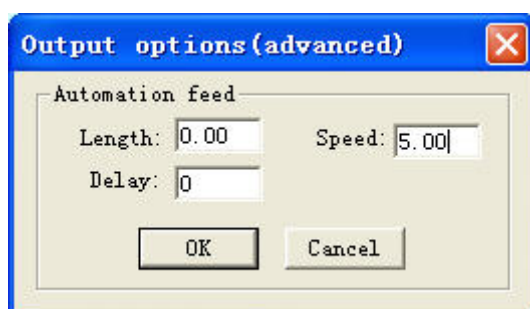 Output options(advanced)
Automation feed
Length: 0.00 Speed: 5.00
Delay: 0
OK Cancel